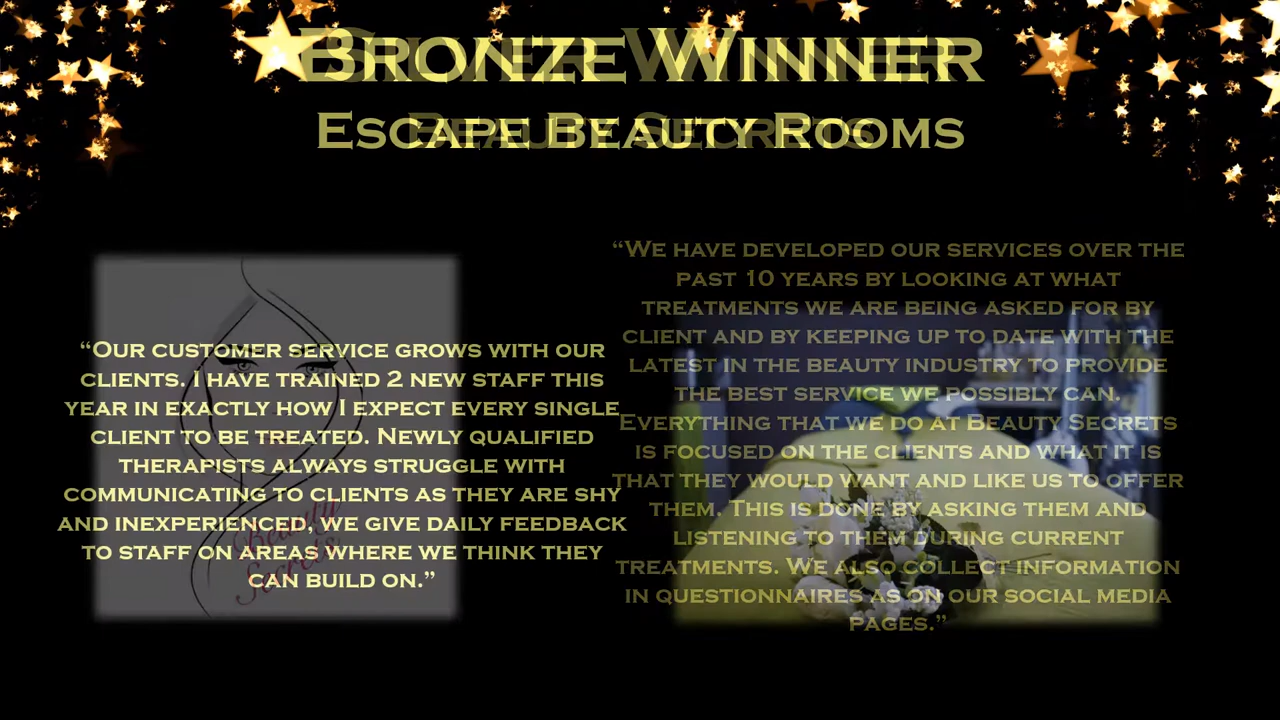 Bronze Winner
Silver Winner
Escape Beauty Rooms
Beauty Secrets
“Our customer service grows with our
clients. I have trained 2 new staff this
year in exactly how I expect every single
client to be treated. Newly qualified
therapists always struggle with
communicating to clients as they are shy
and inexperienced, we give daily feedback
to staff on areas where we think they
can build on.”
Beauty
Secrets
“We have developed our services over the
past 10 years by looking at what
treatments we are being asked for by
client and by keeping up to date with the
latest in the beauty industry to provide
the best service we possibly can.
Everything that we do at Beauty Secrets
is focused on the clients and what it is
that they would want and like us to offer
them. This is done by asking them and
listening to them during current
treatments. We also collect information
in questionnaires as on our social media
pages.”